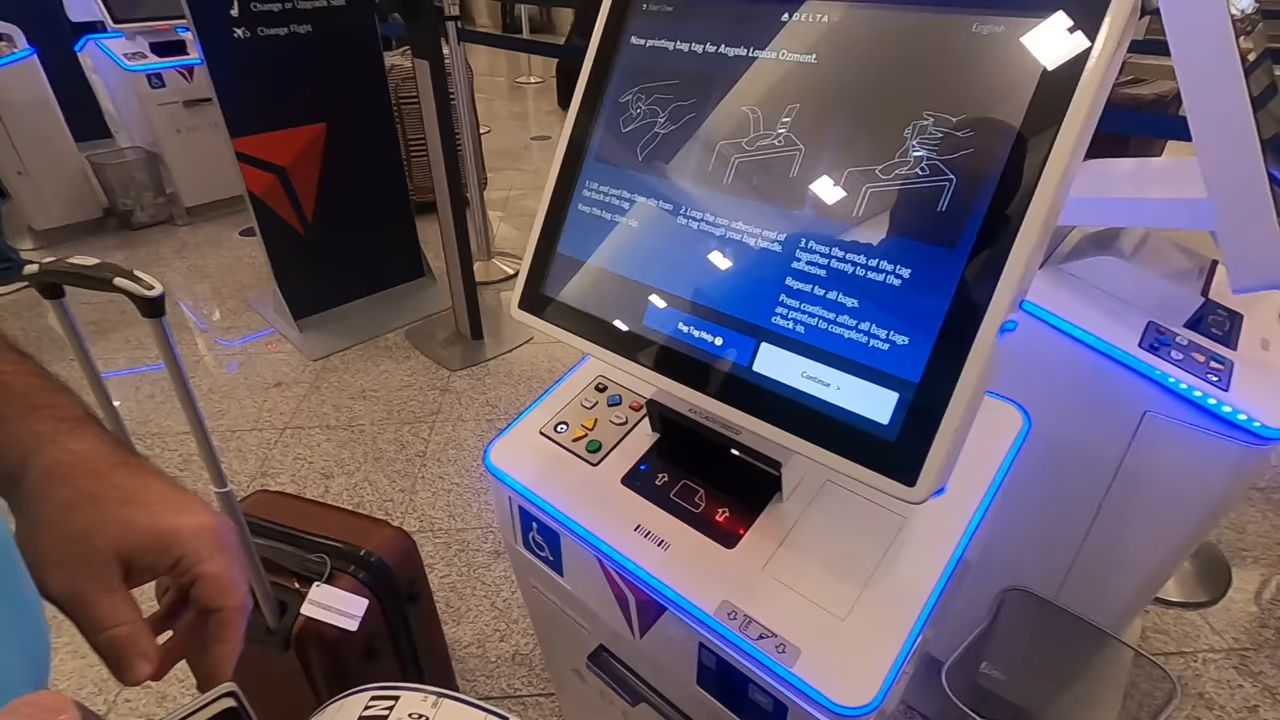 Change or Upgrade Seat
Change Flight
Start Over
DELTA
English
Now printing bag tag for Angela Louise Ozment.
1. Lift and peel the claim slip from
the back of the tag.
Keep this bag claim slip.
2. Loop the non-adhesive end of
the tag through your bag handle.
3. Press the ends of the tag
together firmly to seal the
adhesive.
Repeat for all bags.
Press continue after all bag tags
are printed to complete your
check-in.
Bag Tag Help ?
Continue >
DELTA
N